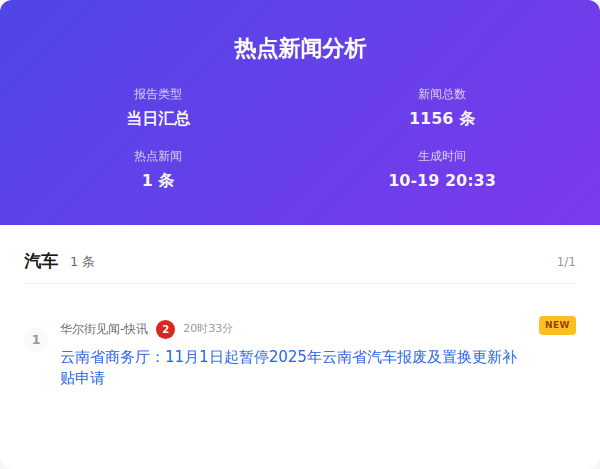 热点新闻分析
报告类型
新闻总数
当日汇总
1156 条
热点新闻
生成时间
1 条
10-19 20:33
汽车 1 条 1/1
1 华尔街见闻-快讯 2 20时33分 NEW
云南省商务厅：11月1日起暂停2025年云南省汽车报废及置换更新补
贴申请